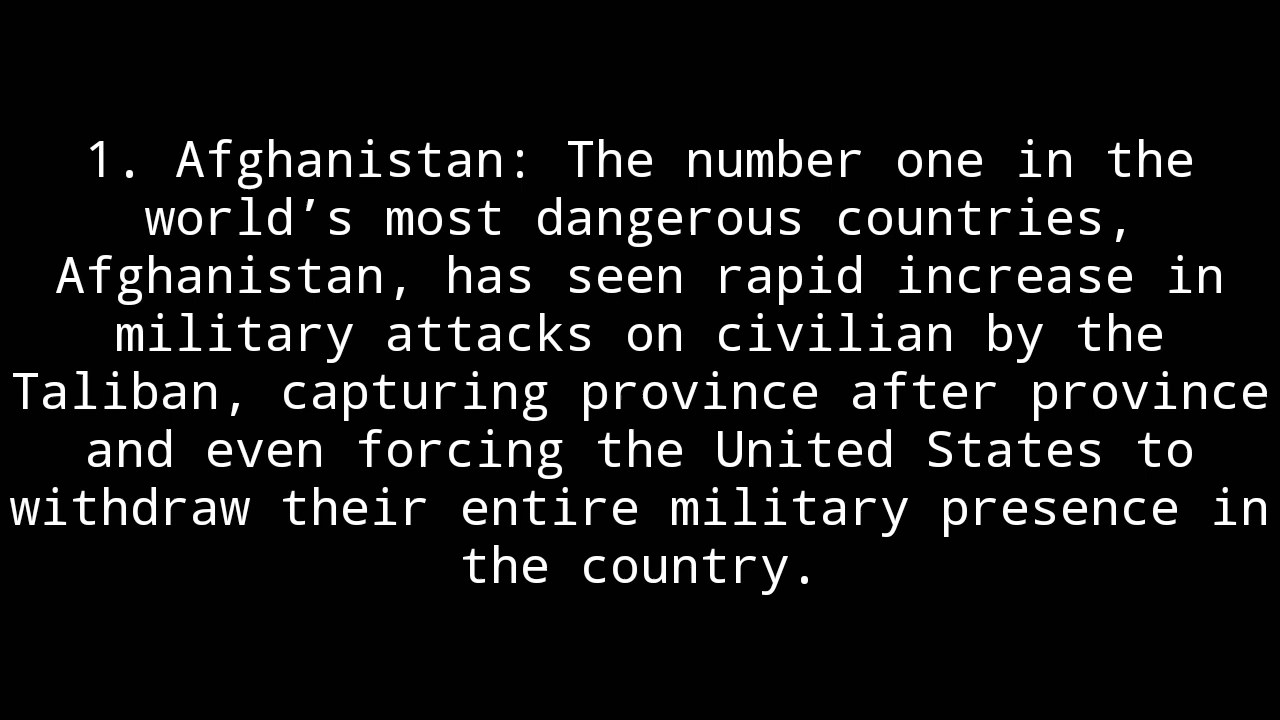 1. Afghanistan: The number one in the
world’s most dangerous countries,
Afghanistan, has seen rapid increase in
military attacks on civilian by the
Taliban, capturing province after province
and even forcing the United States to
withdraw their entire military presence in
the country.